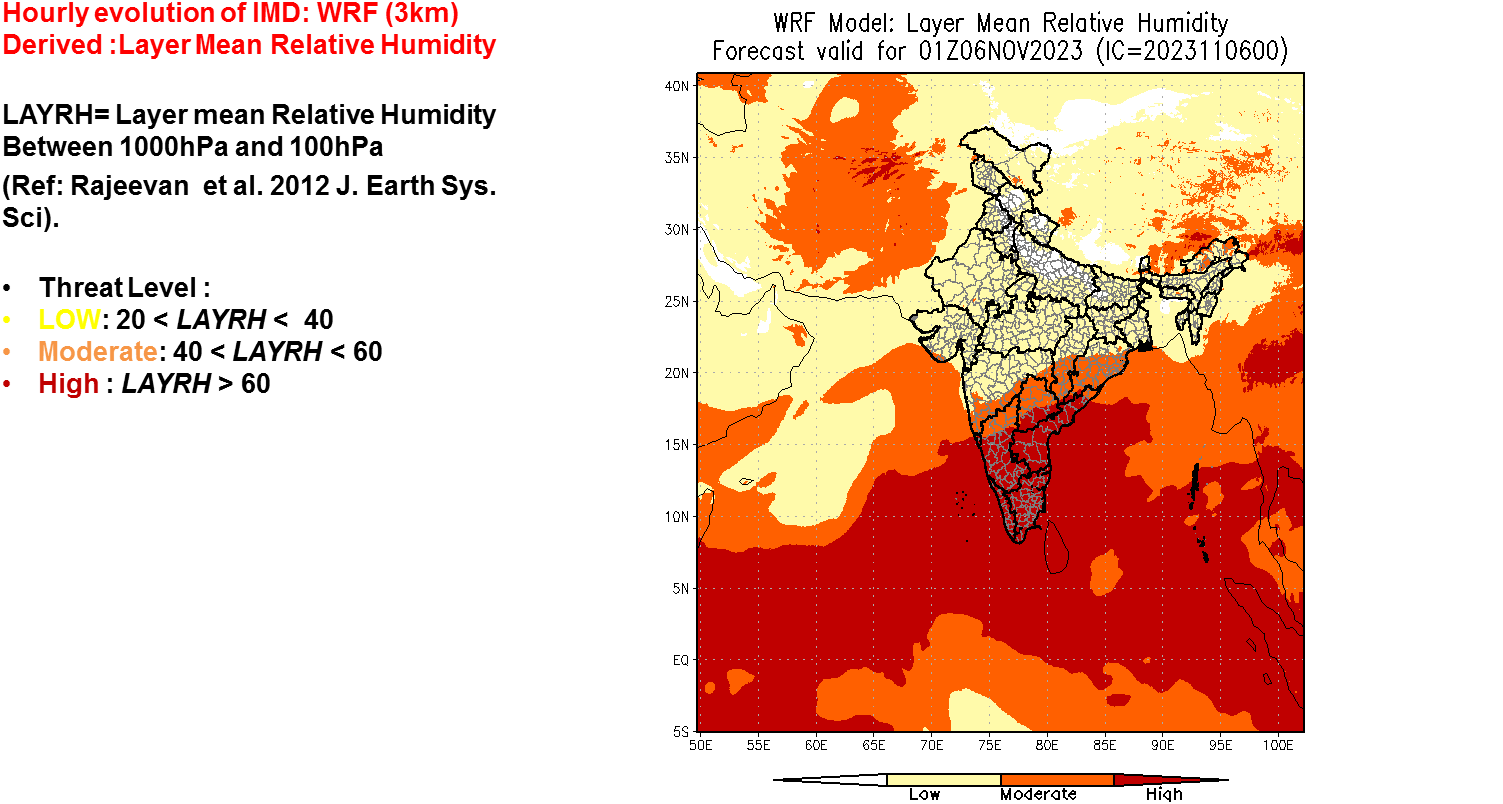 Hourly evolution of IMD: WRF (3km)
Derived :Layer Mean Relative Humidity
LAYRH= Layer mean Relative Humidity
Between 1000hPa and 100hPa
(Ref: Rajeevan et al. 2012 J. Earth Sys.
Sci).
• Threat Level :
• LOW: 20 < LAYRH < 40
• Moderate: 40 < LAYRH < 60
• High : LAYRH > 60
WRF Model: Layer Mean Relative Humidity
Forecast valid for 01Z06NOV2023 (IC=2023110600)
40N
35N
30N
25N
20N
15N
10N
5N
EQ
5S
50E 55E 60E 65E 70E 75E 80E 85E 90E 95E 100E
Low Moderate High